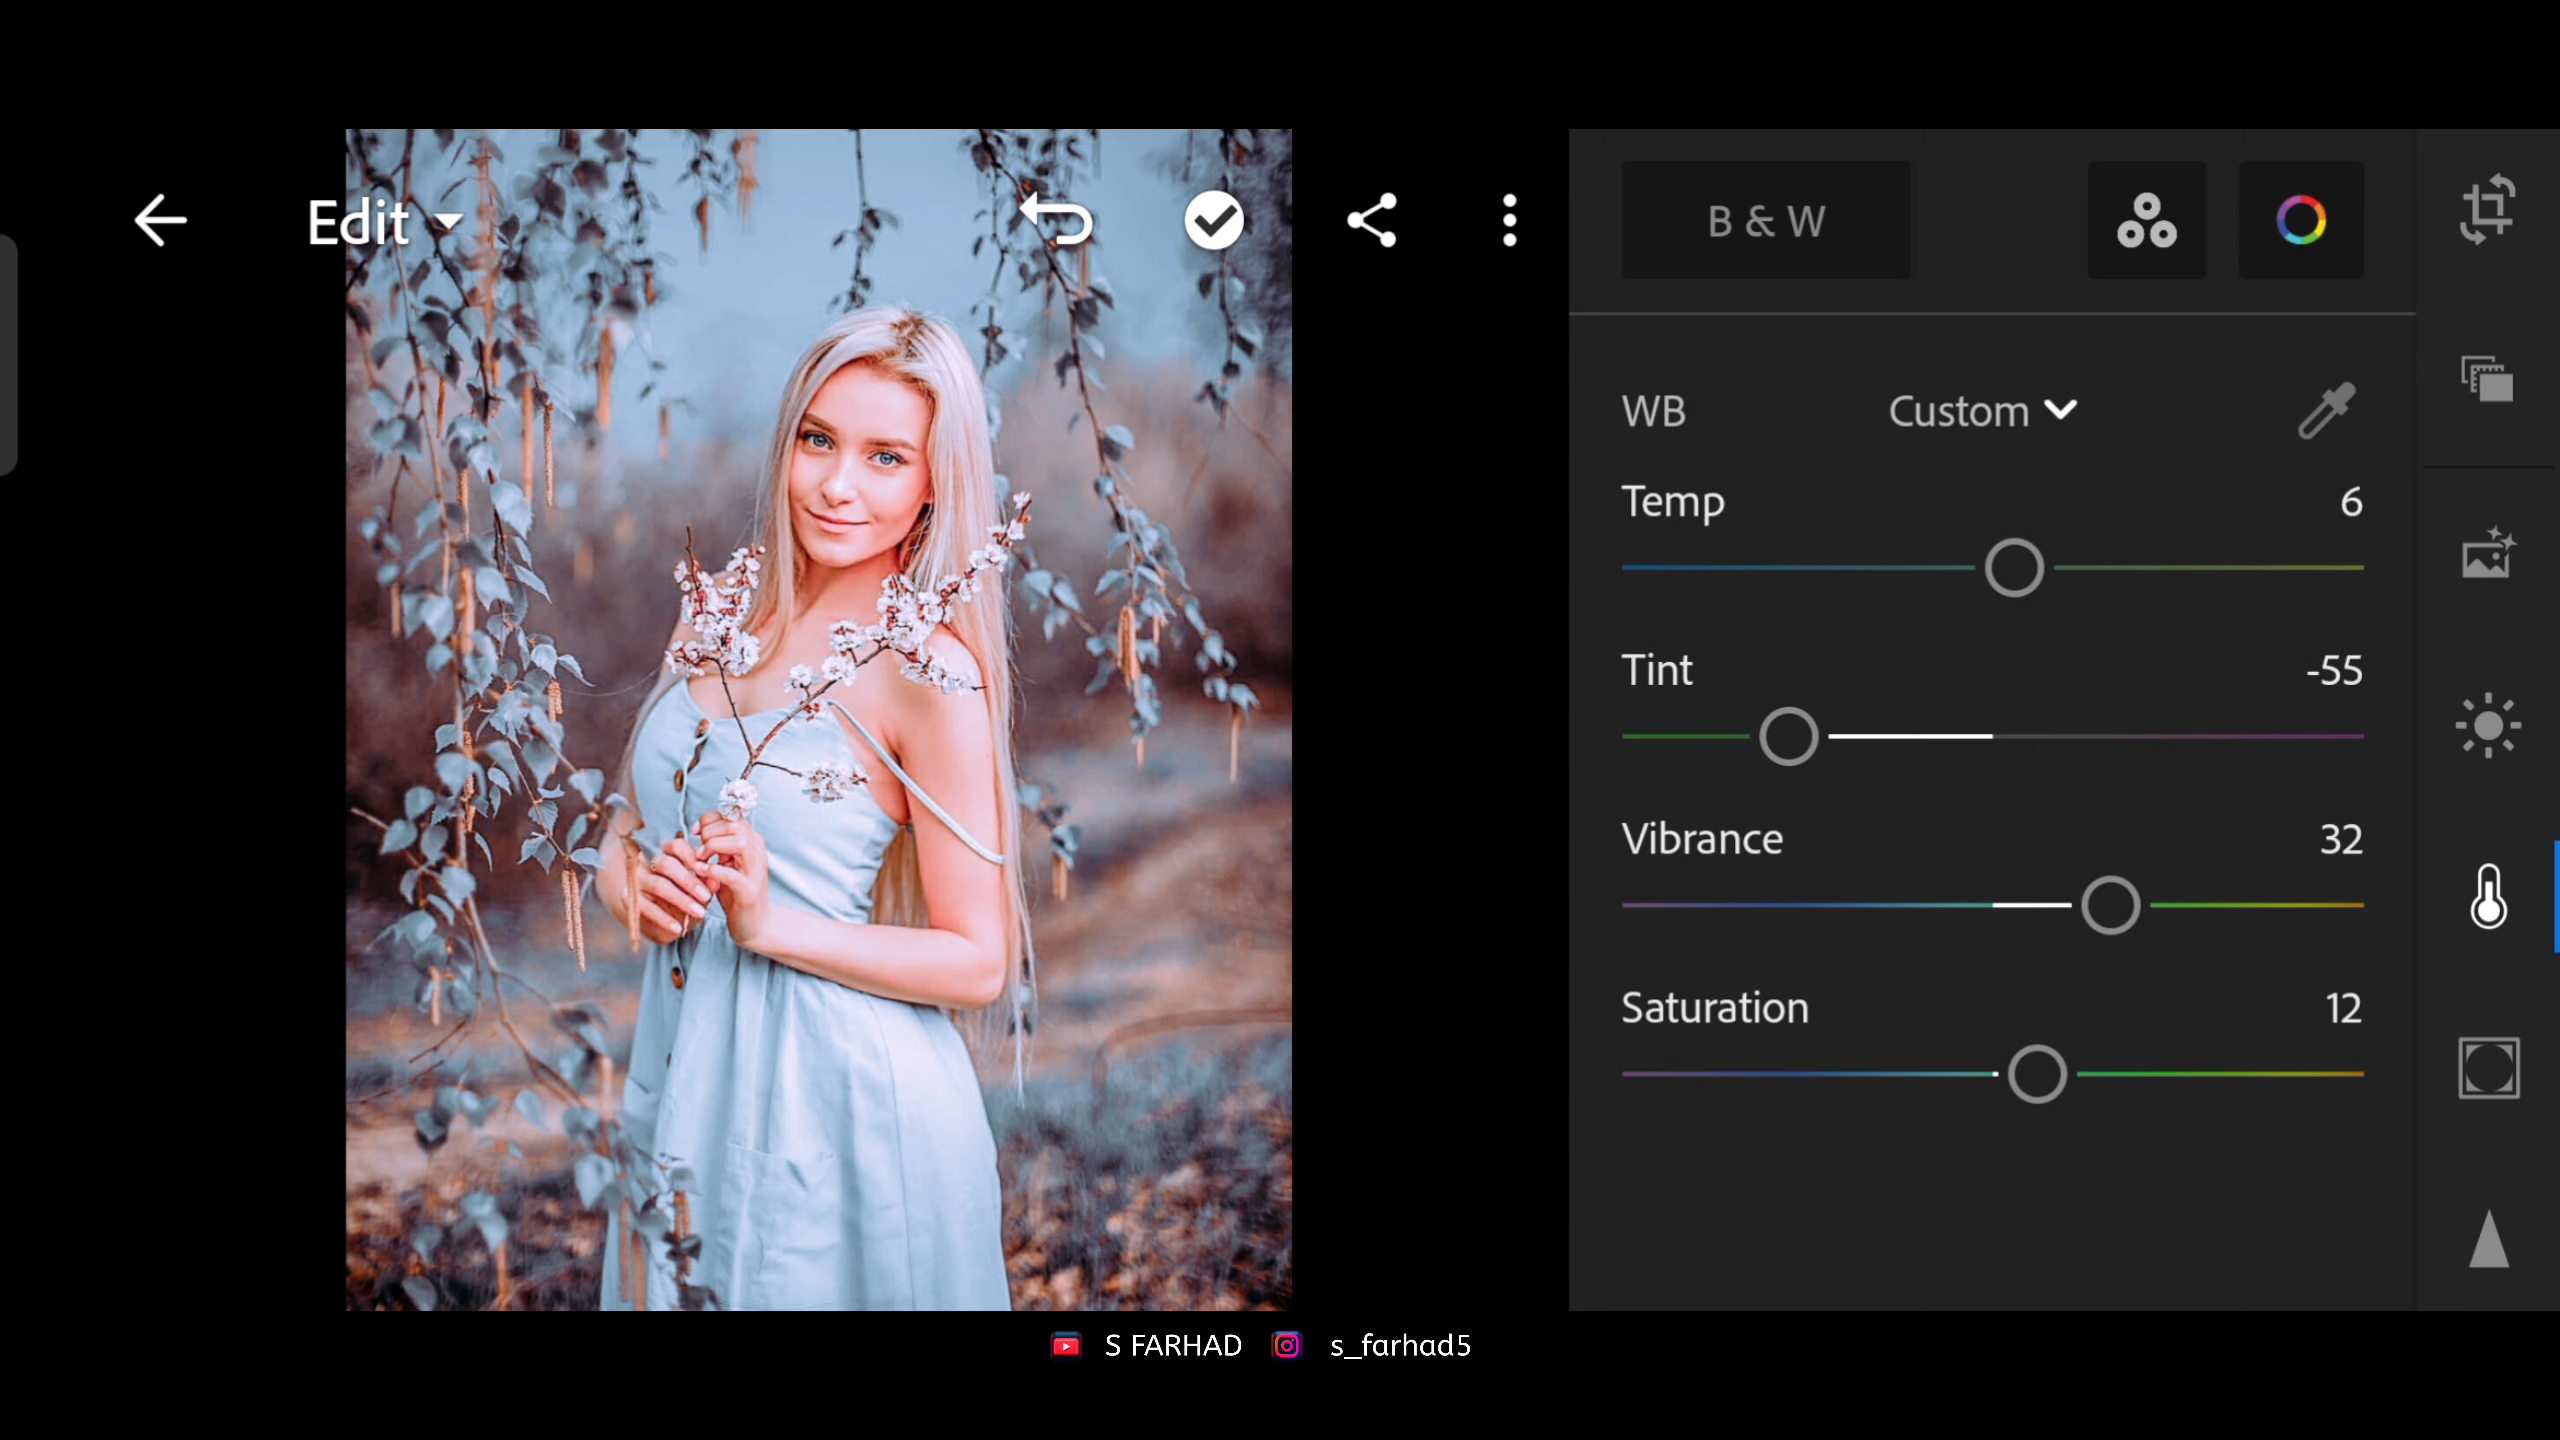 Edit
B & W
WB Custom
Temp 6
Tint -55
Vibrance 32
Saturation 12
S FARHAD s_farhad5